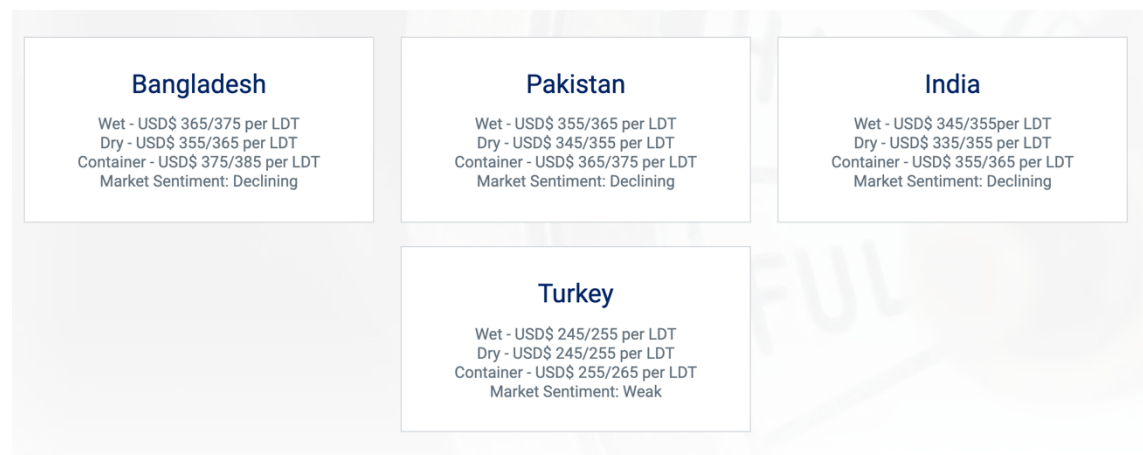 Bangladesh
Wet - USD$ 365/375 per LDT
Dry - USD$ 355/365 per LDT
Container - USD$ 375/385 per LDT
Market Sentiment: Declining
Pakistan
Wet - USD$ 355/365 per LDT
Dry - USD$ 345/355 per LDT
Container - USD$ 365/375 per LDT
Market Sentiment: Declining
India
Wet - USD$ 345/355per LDT
Dry - USD$ 335/355 per LDT
Container - USD$ 355/365 per LDT
Market Sentiment: Declining
Turkey
Wet - USD$ 245/255 per LDT
Dry - USD$ 245/255 per LDT
Container - USD$ 255/265 per LDT
Market Sentiment: Weak